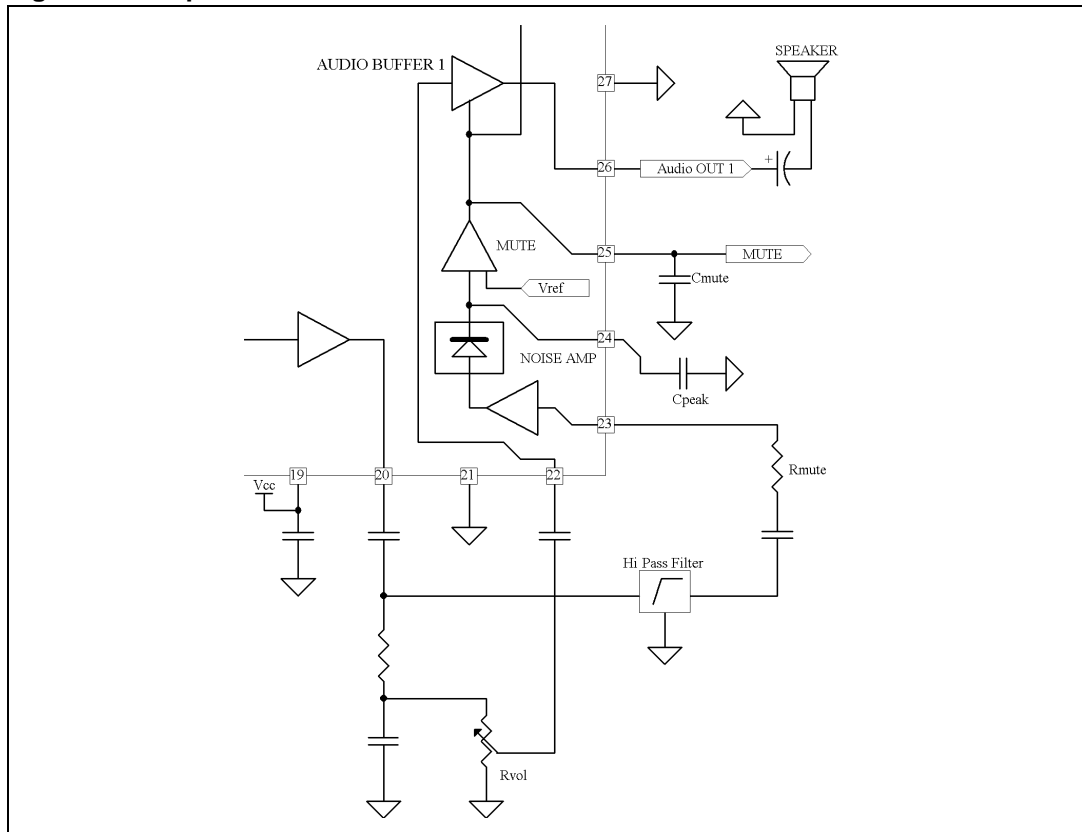 SPEAKER
AUDIO BUFFER 1
27
+
26
Audio OUT 1
MUTE
25
MUTE
Cmute
Vref
24
NOISE AMP
Cpeak
23
Rmute
19
20
21
22
Vcc
Hi Pass Filter
Rvol